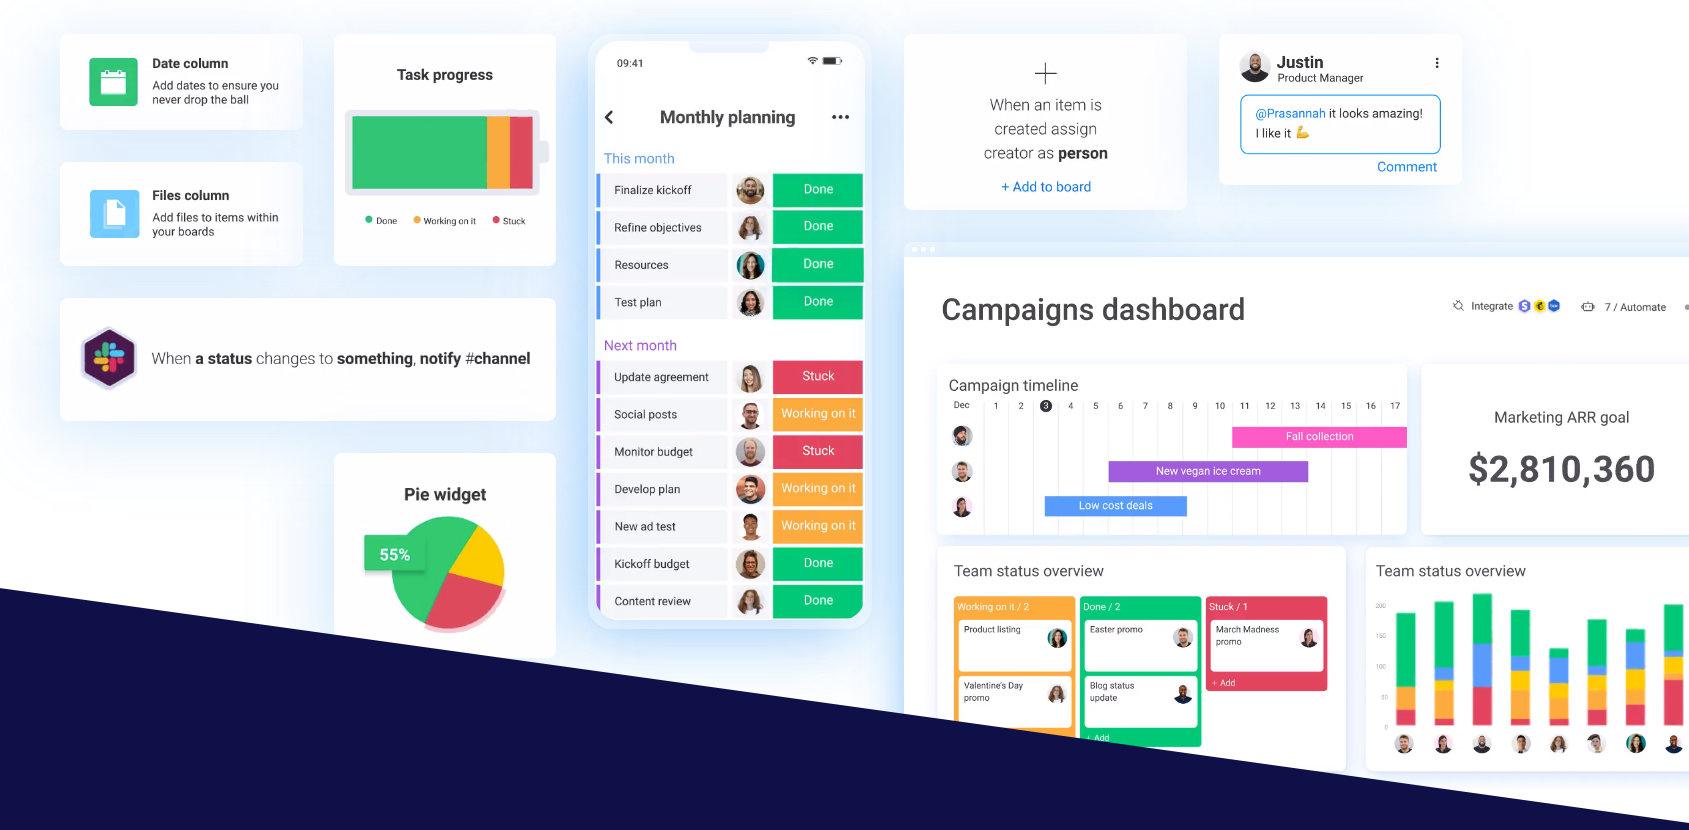 Date column
Add dates to ensure you
never drop the ball
Files column
Add files to items within
your boards
Task progress
Done
Working on it
Stuck
When a status changes to something, notify #channel
Pie widget
55%
09:41
Monthly planning
This month
Finalize kickoff
Done
Refine objectives
Done
Resources
Done
Test plan
Done
Next month
Update agreement
Stuck
Social posts
Working on it
Monitor budget
Stuck
Develop plan
Working on it
New ad test
Working on it
Kickoff budget
Done
Content review
Done
When an item is
created assign
creator as person
+ Add to board
Justin
Product Manager
@Prasannah it looks amazing!
I like it 💪
Comment
Campaigns dashboard
Integrate
7 / Automate
Campaign timeline
Dec 1 2 3 4 5 6 7 8 9 10 11 12 13 14 15 16 17
Fall collection
New vegan ice cream
Low cost deals
Marketing ARR goal
$2,810,360
Team status overview
Working on it / 2
Product listing
Valentine's Day
promo
Done / 2
Easter promo
Blog status
update
+ Add
Stuck / 1
March Madness
promo
+ Add
Team status overview
200
150
100
50
0